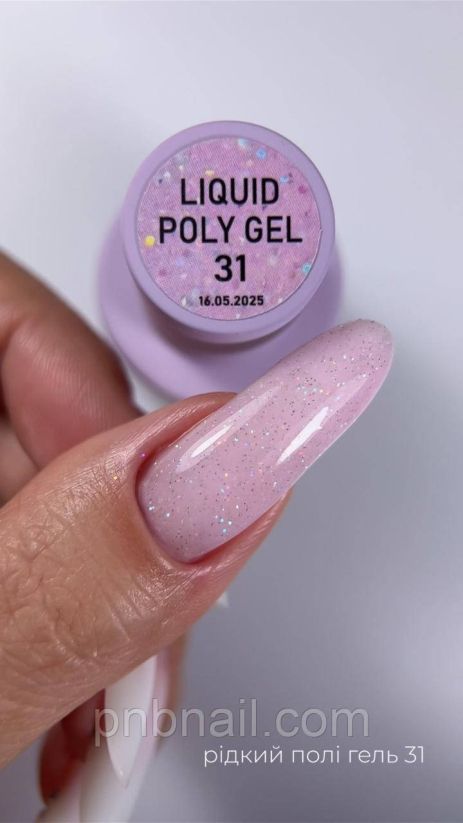 LIQUID
POLY GEL
31
16.05.2025
pnbnail.com
рідкий полі гель 31